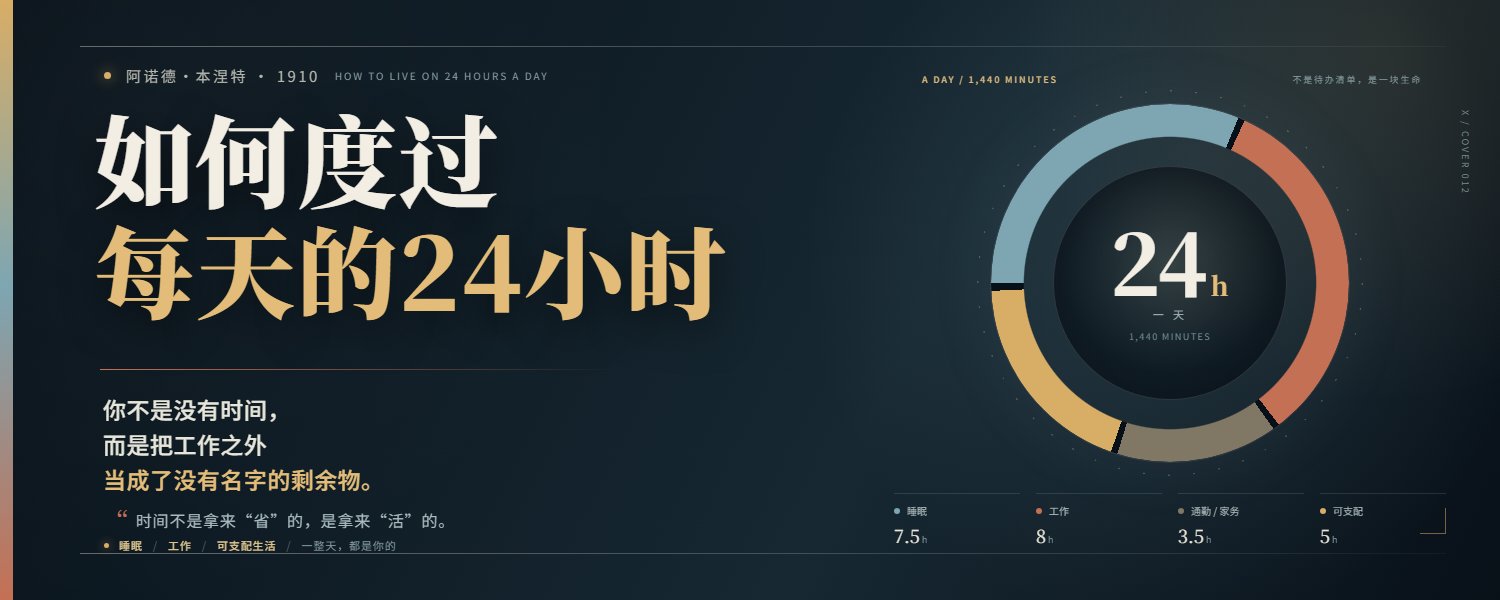 阿诺德·本涅特 · 1910 HOW TO LIVE ON 24 HOURS A DAY
如何度过
每天的24小时
你不是没有时间，
而是把工作之外
当成了没有名字的剩余物。
“ 时间不是拿来“省”的，是拿来“活”的。
睡眠 / 工作 / 可支配生活 / 一整天，都是你的
A DAY / 1,440 MINUTES
不是待办清单，是一块生命
24h
一天
1,440 MINUTES
睡眠
7.5h
工作
8h
通勤 / 家务
3.5h
可支配
5h
X / COVER 012